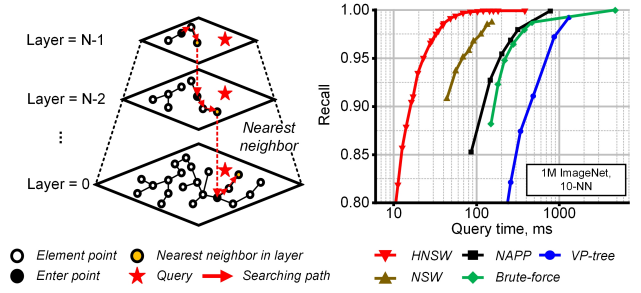 Layer = N-1
Layer = N-2
⋮
Layer = 0
Nearest
neighbor
Element point
Nearest neighbor in layer
Enter point
Query
Searching path
Recall
1.00
0.95
0.90
0.85
0.80
10
100
1000
Query time, ms
1M ImageNet,
10-NN
HNSW
NAPP
VP-tree
NSW
Brute-force